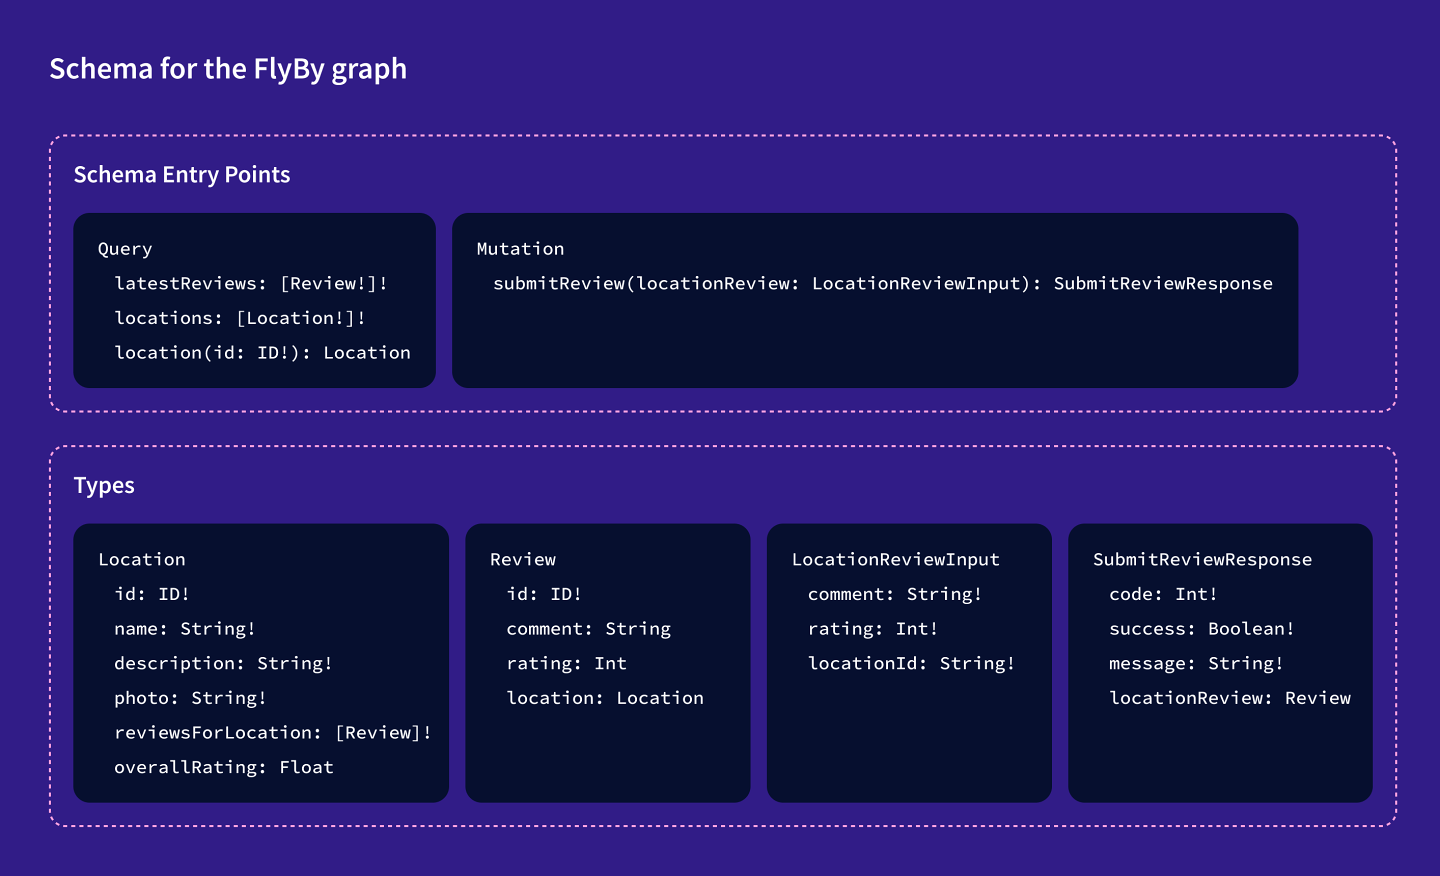 Schema for the FlyBy graph
Schema Entry Points
Query
latestReviews: [Review!]!
locations: [Location!]!
location(id: ID!): Location
Mutation
submitReview(locationReview: LocationReviewInput): SubmitReviewResponse
Types
Location
id: ID!
name: String!
description: String!
photo: String!
reviewsForLocation: [Review]!
overallRating: Float
Review
id: ID!
comment: String
rating: Int
location: Location
LocationReviewInput
comment: String!
rating: Int!
locationId: String!
SubmitReviewResponse
code: Int!
success: Boolean!
message: String!
locationReview: Review